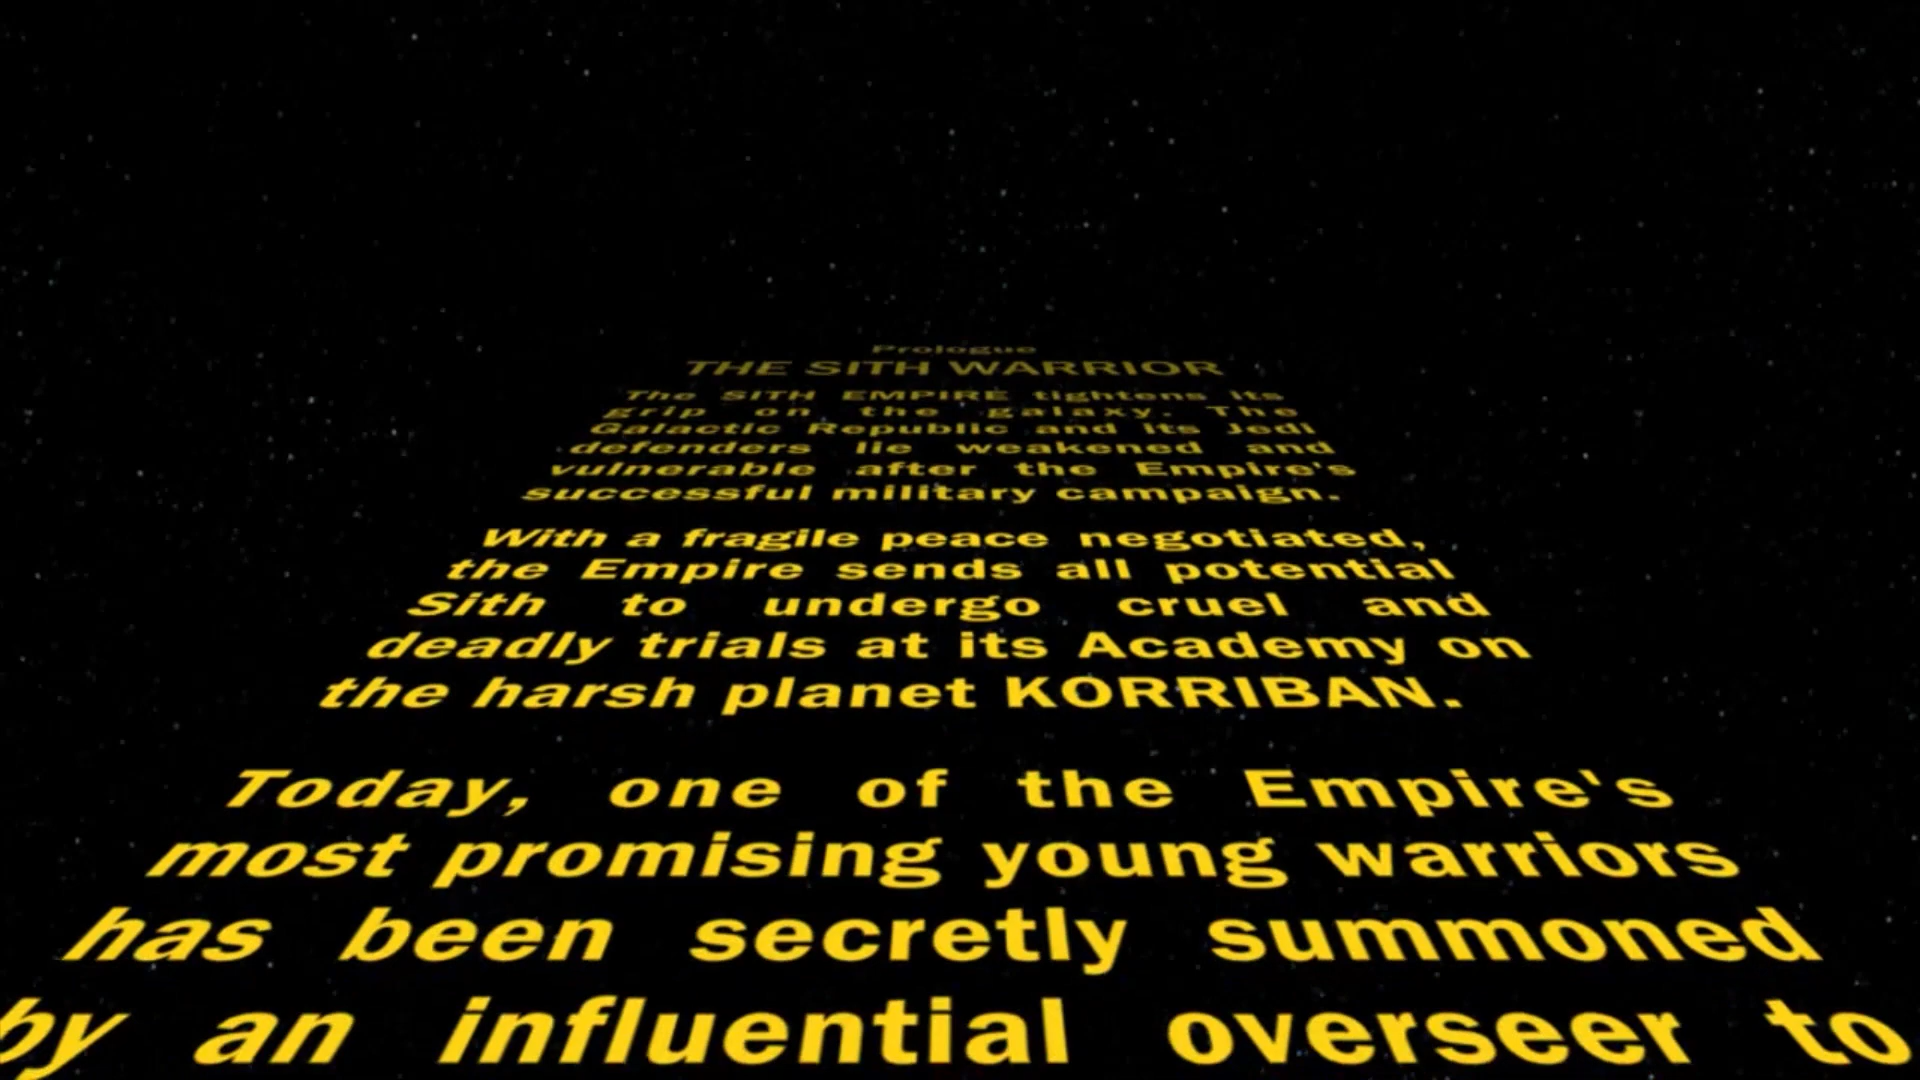 Prologue
THE SITH WARRIOR
The SITH EMPIRE tightens its
grip on the galaxy. The
Galactic Republic and its Jedi
defenders lie weakened and
vulnerable after the Empire's
successful military campaign.
With a fragile peace negotiated,
the Empire sends all potential
Sith to undergo cruel and
deadly trials at its Academy on
the harsh planet KORRIBAN.
Today, one of the Empire's
most promising young warriors
has been secretly summoned
by an influential overseer to